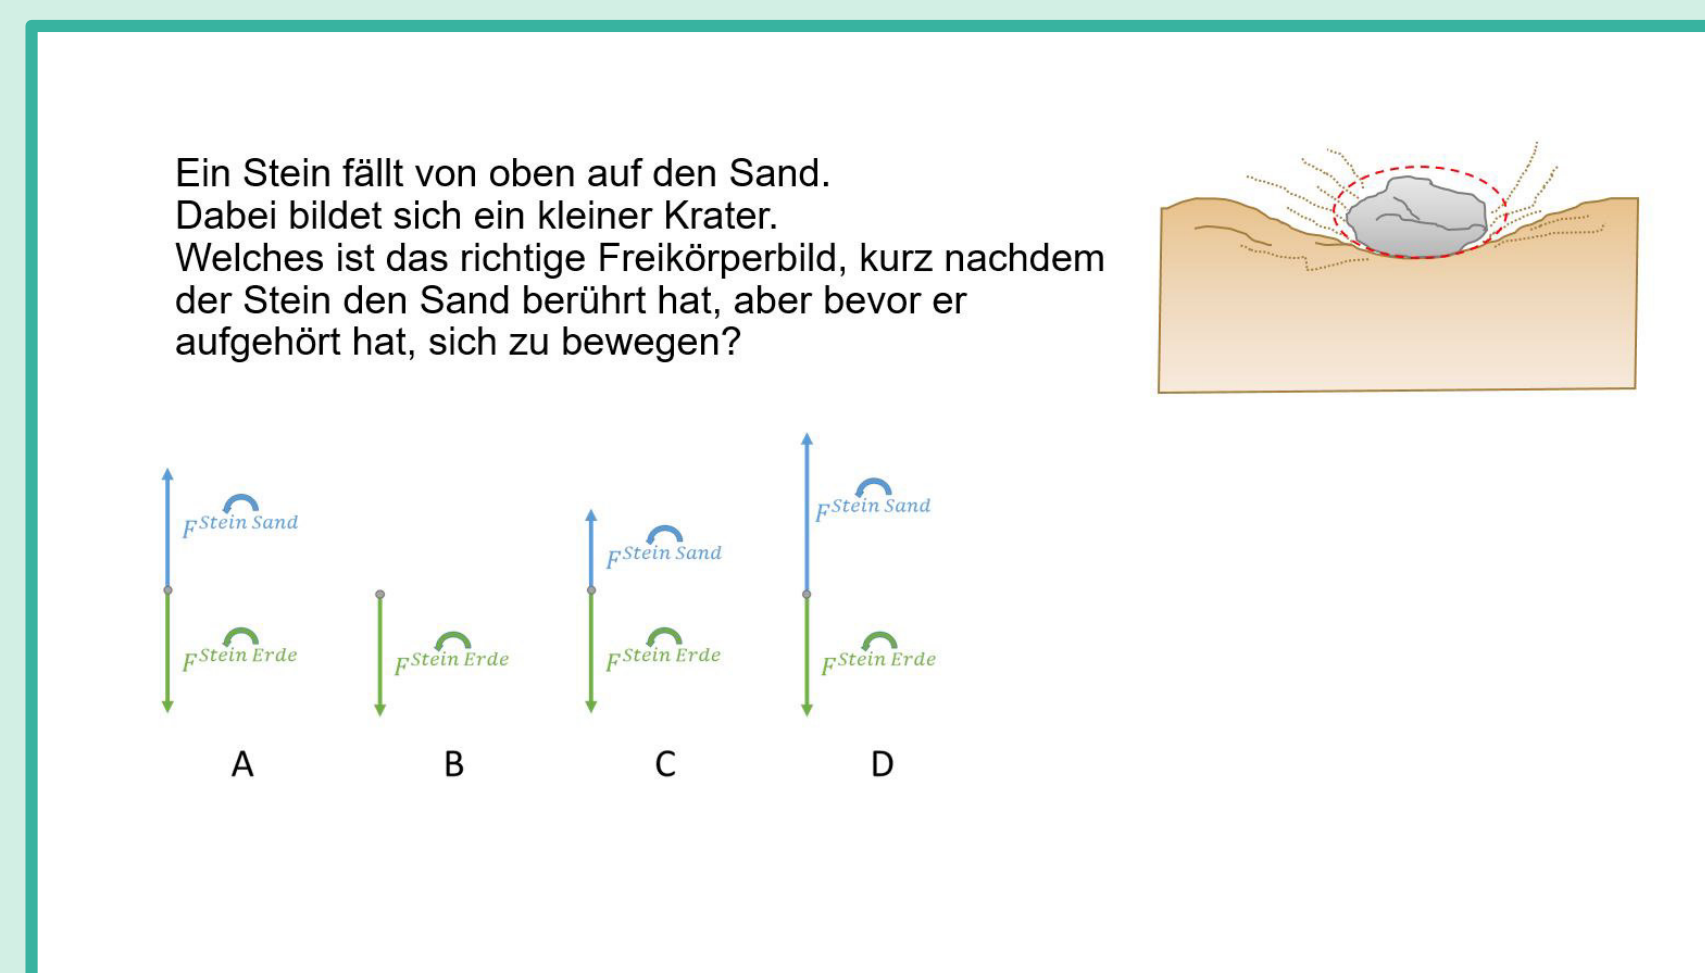 Ein Stein fällt von oben auf den Sand.
Dabei bildet sich ein kleiner Krater.
Welches ist das richtige Freikörperbild, kurz nachdem
der Stein den Sand berührt hat, aber bevor er
aufgehört hat, sich zu bewegen?
F^Stein Sand
F^Stein Erde
A
F^Stein Erde
B
F^Stein Sand
F^Stein Erde
C
F^Stein Sand
F^Stein Erde
D